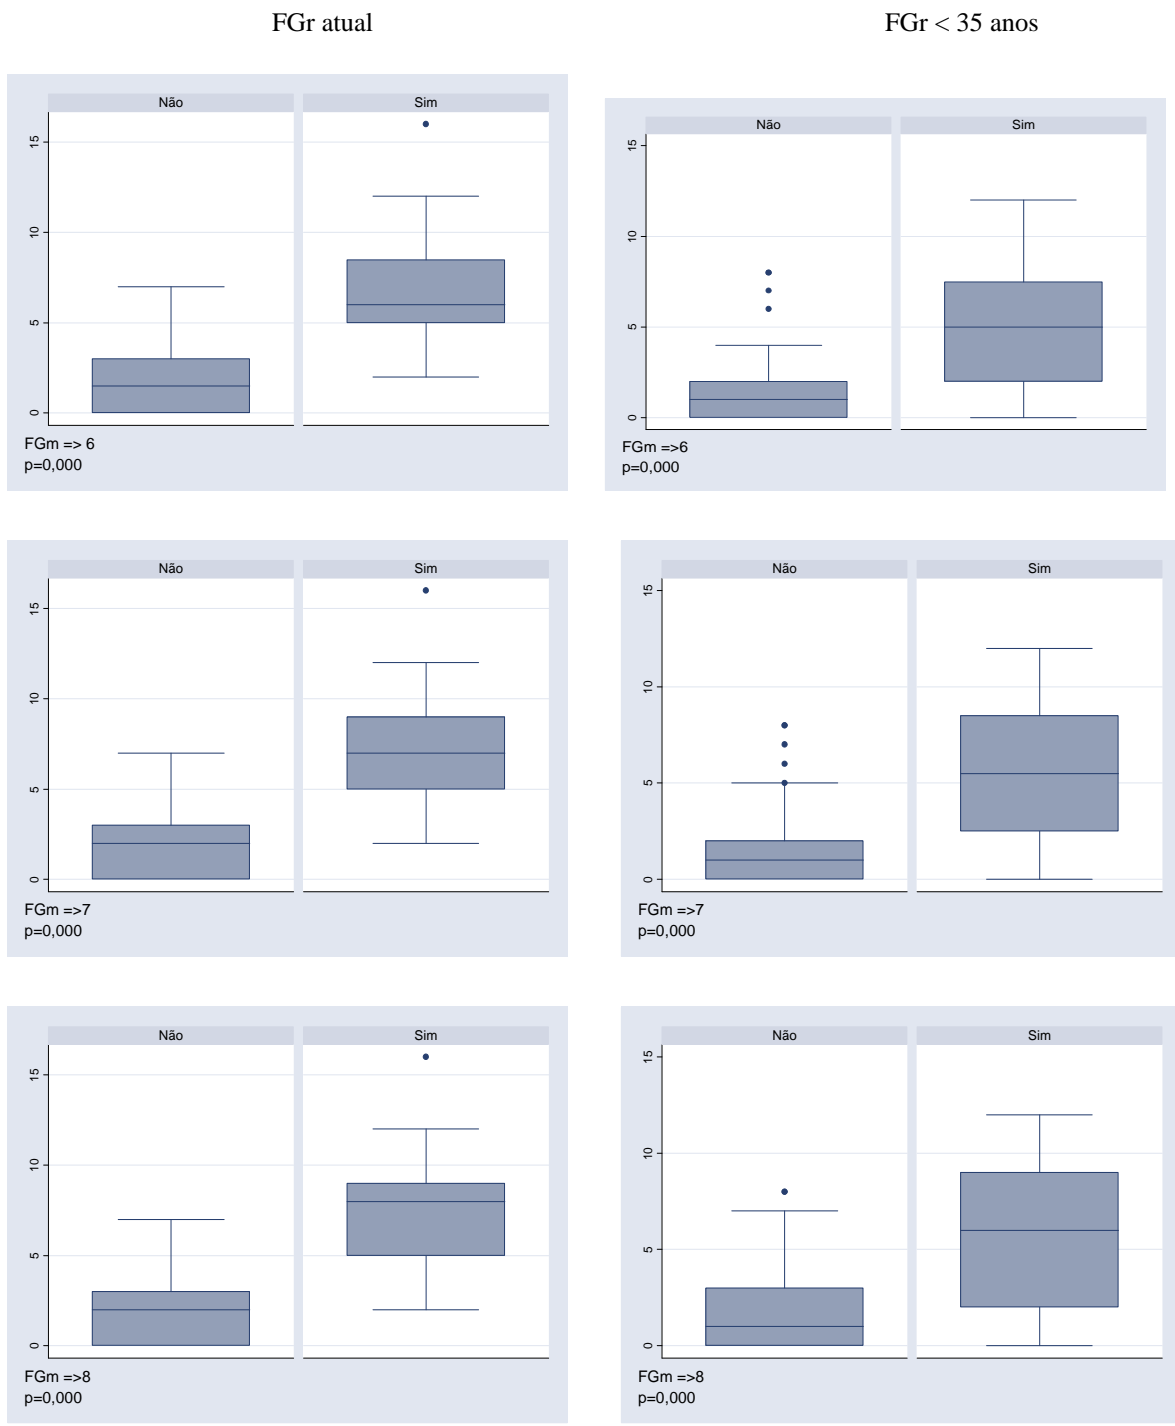 FGr atual
FGr < 35 anos
Não
Sim
15
10
5
0
FGm => 6
p=0,000
Não
Sim
15
10
5
0
FGm =>6
p=0,000
Não
Sim
15
10
5
0
FGm =>7
p=0,000
Não
Sim
15
10
5
0
FGm =>7
p=0,000
Não
Sim
15
10
5
0
FGm =>8
p=0,000
Não
Sim
15
10
5
0
FGm =>8
p=0,000